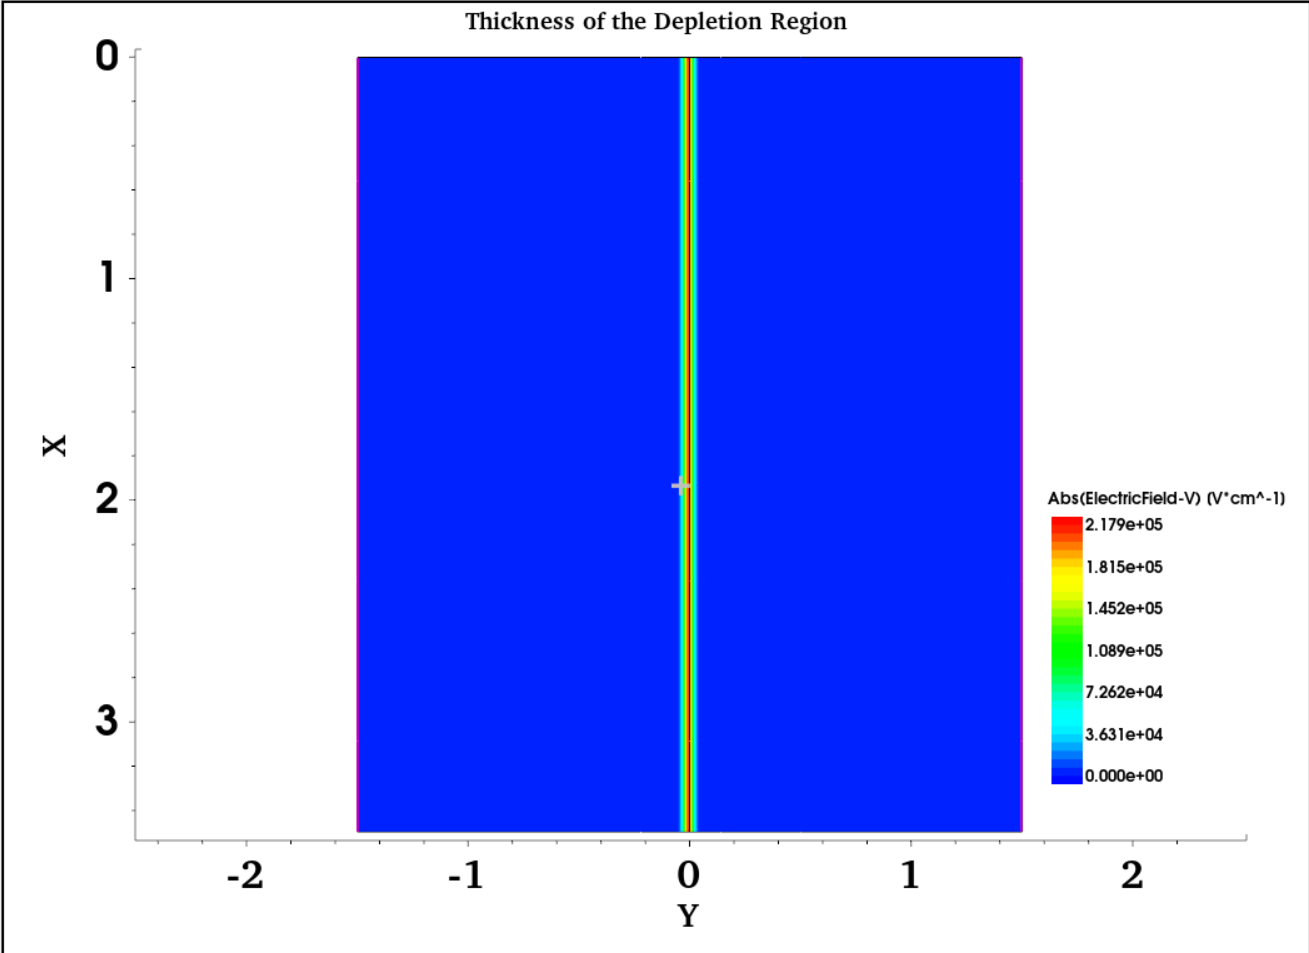 Thickness of the Depletion Region
0
1
2
3
X
-2
-1
0
1
2
Y
Abs(ElectricField-V) (V*cm^-1)
2.179e+05
1.815e+05
1.452e+05
1.089e+05
7.262e+04
3.631e+04
0.000e+00